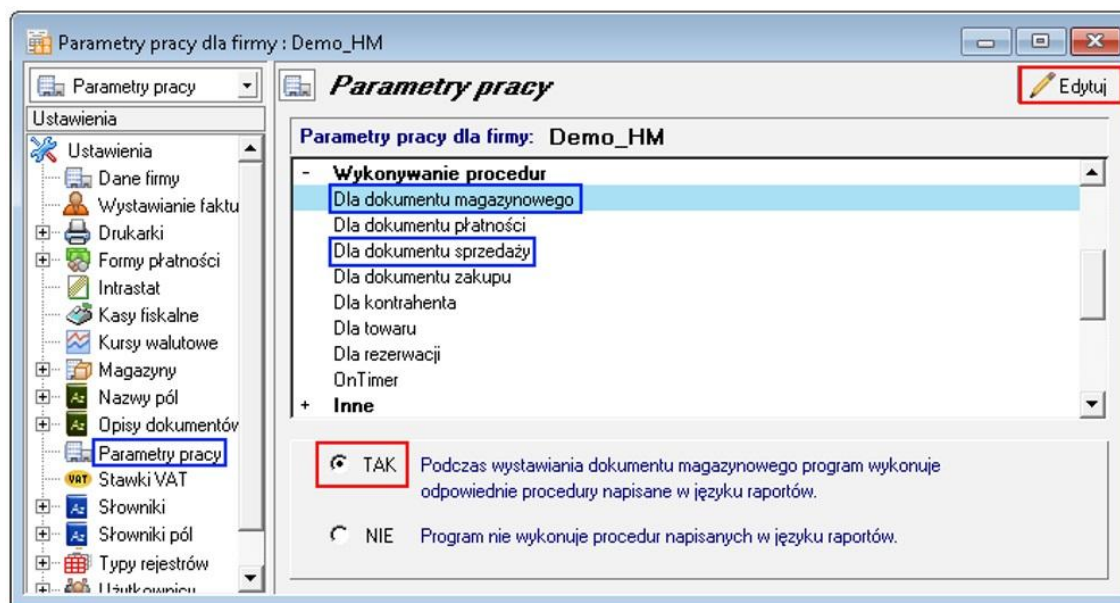 Parametry pracy dla firmy : Demo_HM
Parametry pracy
Ustawienia
Ustawienia
Dane firmy
Wystawianie faktu
Drukarki
Formy płatności
Intrastat
Kasy fiskalne
Kursy walutowe
Magazyny
Nazwy pól
Opisy dokumentów
Parametry pracy
VAT Stawki VAT
Słowniki
Słowniki pól
Typy rejestrów
Użytkownicy
Parametry pracy
Edytuj
Parametry pracy dla firmy: Demo_HM
- Wykonywanie procedur
Dla dokumentu magazynowego
Dla dokumentu płatności
Dla dokumentu sprzedaży
Dla dokumentu zakupu
Dla kontrahenta
Dla towaru
Dla rezerwacji
OnTimer
+ Inne
TAK Podczas wystawiania dokumentu magazynowego program wykonuje
odpowiednie procedury napisane w języku raportów.
NIE Program nie wykonuje procedur napisanych w języku raportów.